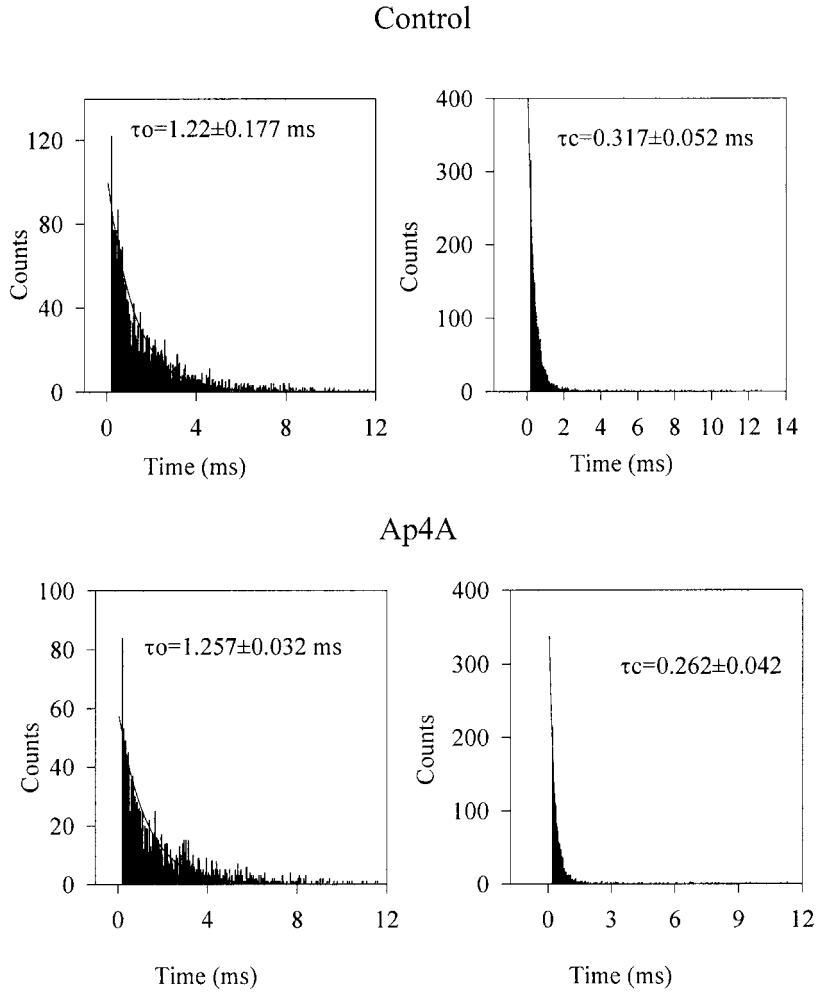 Control
τo=1.22±0.177 ms
120
80
40
0
Counts
0 4 8 12
Time (ms)
τc=0.317±0.052 ms
400
300
200
100
0
Counts
0 2 4 6 8 10 12 14
Time (ms)
Ap4A
τo=1.257±0.032 ms
100
80
60
40
20
0
Counts
0 4 8 12
Time (ms)
τc=0.262±0.042
400
300
200
100
0
Counts
0 3 6 9 12
Time (ms)